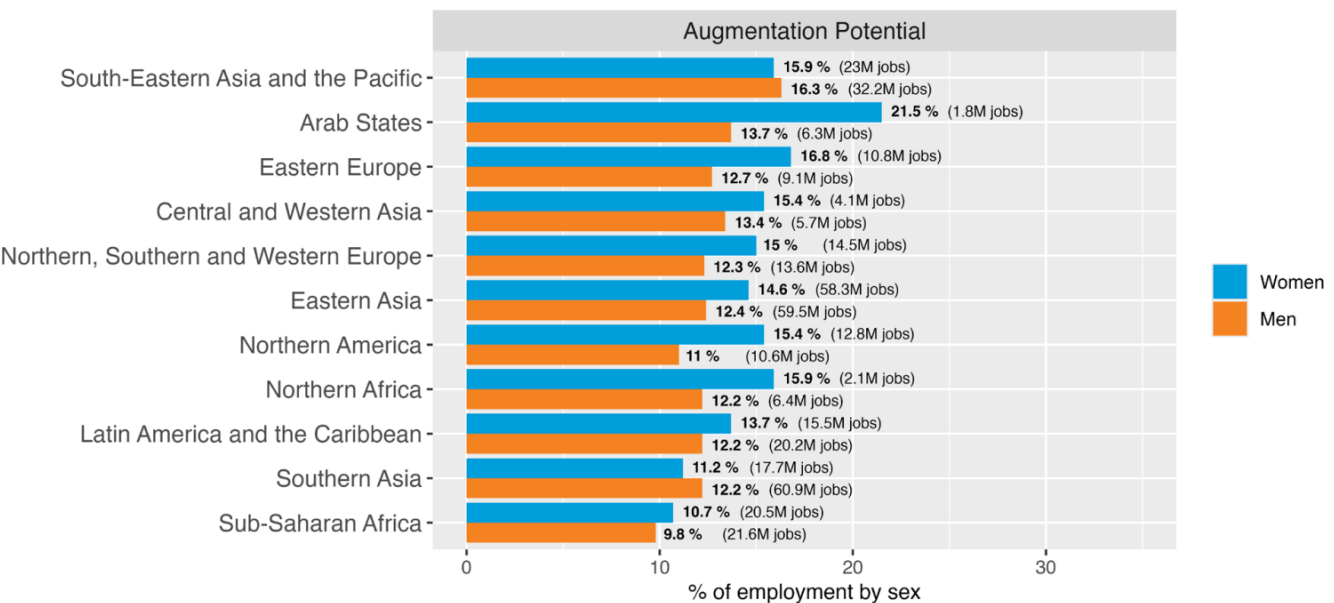 Augmentation Potential
South-Eastern Asia and the Pacific
15.9 % (23M jobs)
16.3 % (32.2M jobs)
Arab States
21.5 % (1.8M jobs)
13.7 % (6.3M jobs)
Eastern Europe
16.8 % (10.8M jobs)
12.7 % (9.1M jobs)
Central and Western Asia
15.4 % (4.1M jobs)
13.4 % (5.7M jobs)
Northern, Southern and Western Europe
15 % (14.5M jobs)
12.3 % (13.6M jobs)
Eastern Asia
14.6 % (58.3M jobs)
12.4 % (59.5M jobs)
Northern America
15.4 % (12.8M jobs)
11 % (10.6M jobs)
Northern Africa
15.9 % (2.1M jobs)
12.2 % (6.4M jobs)
Latin America and the Caribbean
13.7 % (15.5M jobs)
12.2 % (20.2M jobs)
Southern Asia
11.2 % (17.7M jobs)
12.2 % (60.9M jobs)
Sub-Saharan Africa
10.7 % (20.5M jobs)
9.8 % (21.6M jobs)
0 10 20 30
% of employment by sex
Women
Men